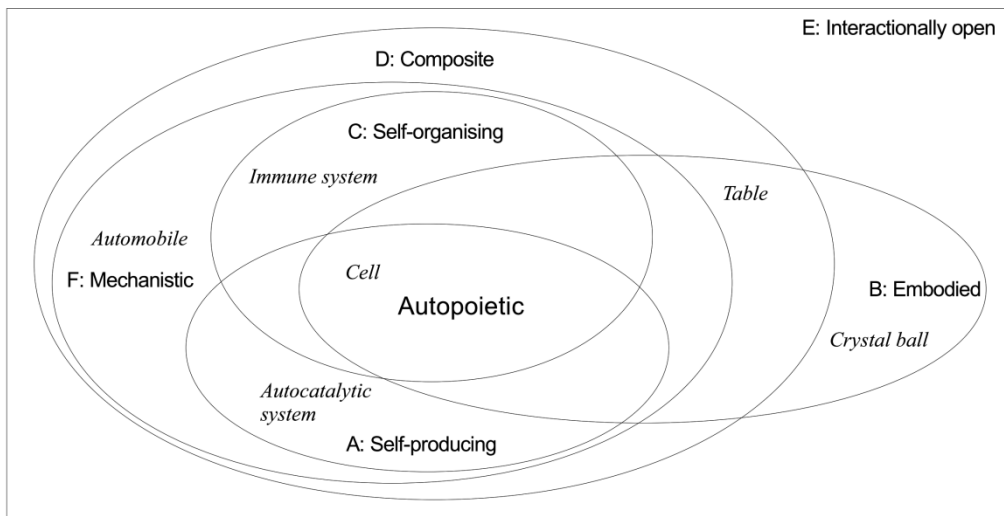 E: Interactionally open
D: Composite
C: Self-organising
Immune system
Table
Automobile
F: Mechanistic
Cell
B: Embodied
Autopoietic
Crystal ball
Autocatalytic
system
A: Self-producing